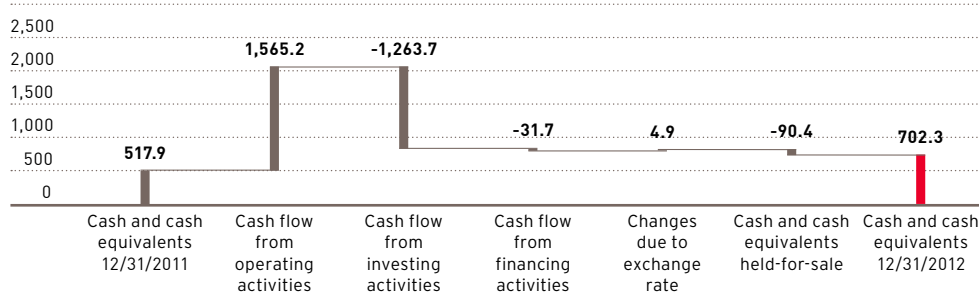 2,500
1,565.2 -1,263.7
2,000
1,500
1,000
-31.7 4.9 -90.4 702.3
517.9
500
0
Cash and cash equivalents 12/31/2011
Cash flow from operating activities
Cash flow from investing activities
Cash flow from financing activities
Changes due to exchange rate
Cash and cash equivalents held-for-sale
Cash and cash equivalents 12/31/2012